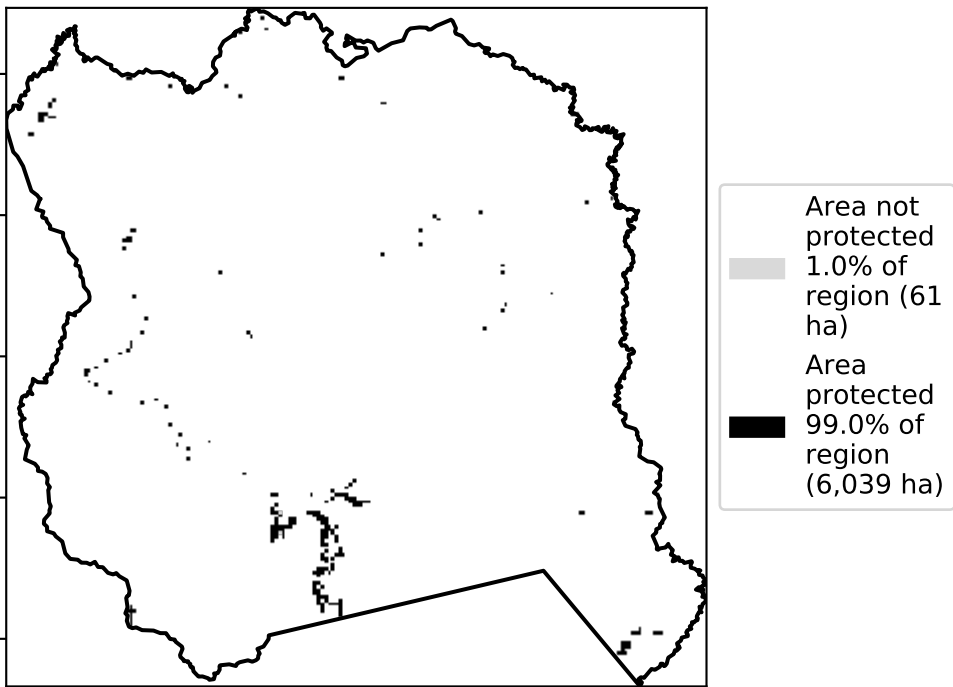 Area not
protected
1.0% of
region (61
ha)
Area
protected
99.0% of
region
(6,039 ha)